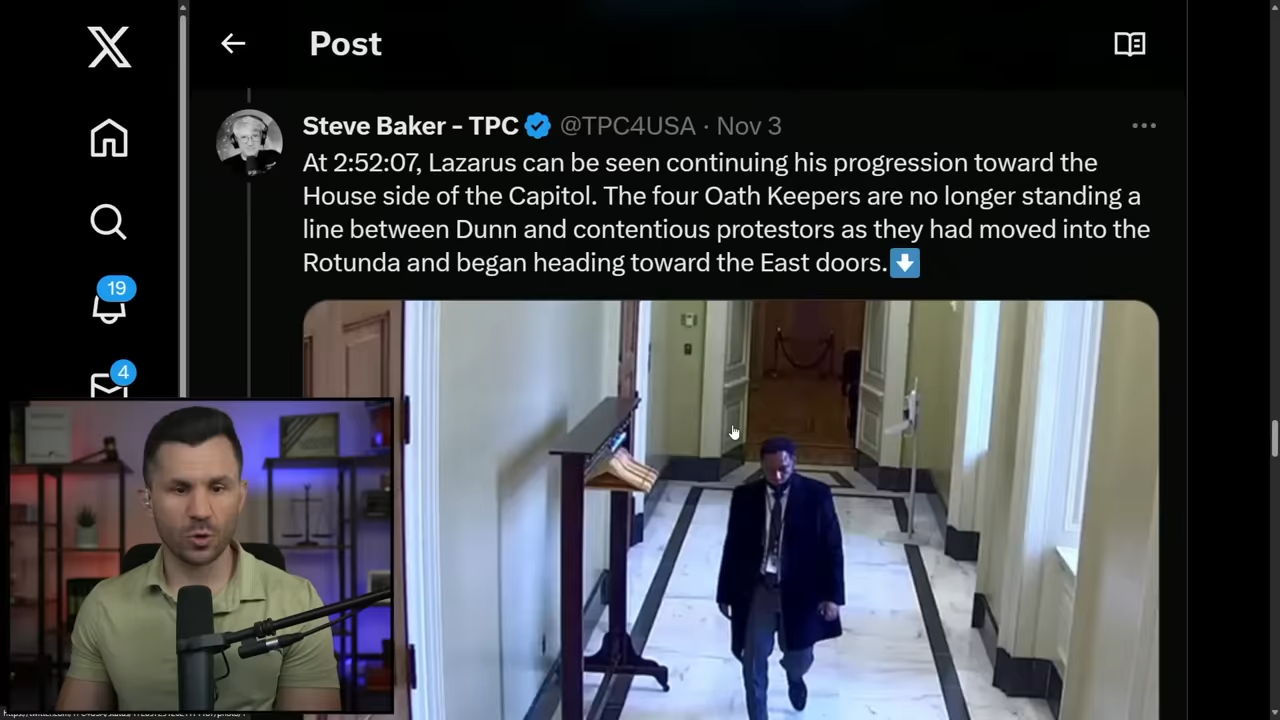 Post
Steve Baker - TPC @TPC4USA · Nov 3
At 2:52:07, Lazarus can be seen continuing his progression toward the
House side of the Capitol. The four Oath Keepers are no longer standing a
line between Dunn and contentious protestors as they had moved into the
Rotunda and began heading toward the East doors.
19
4